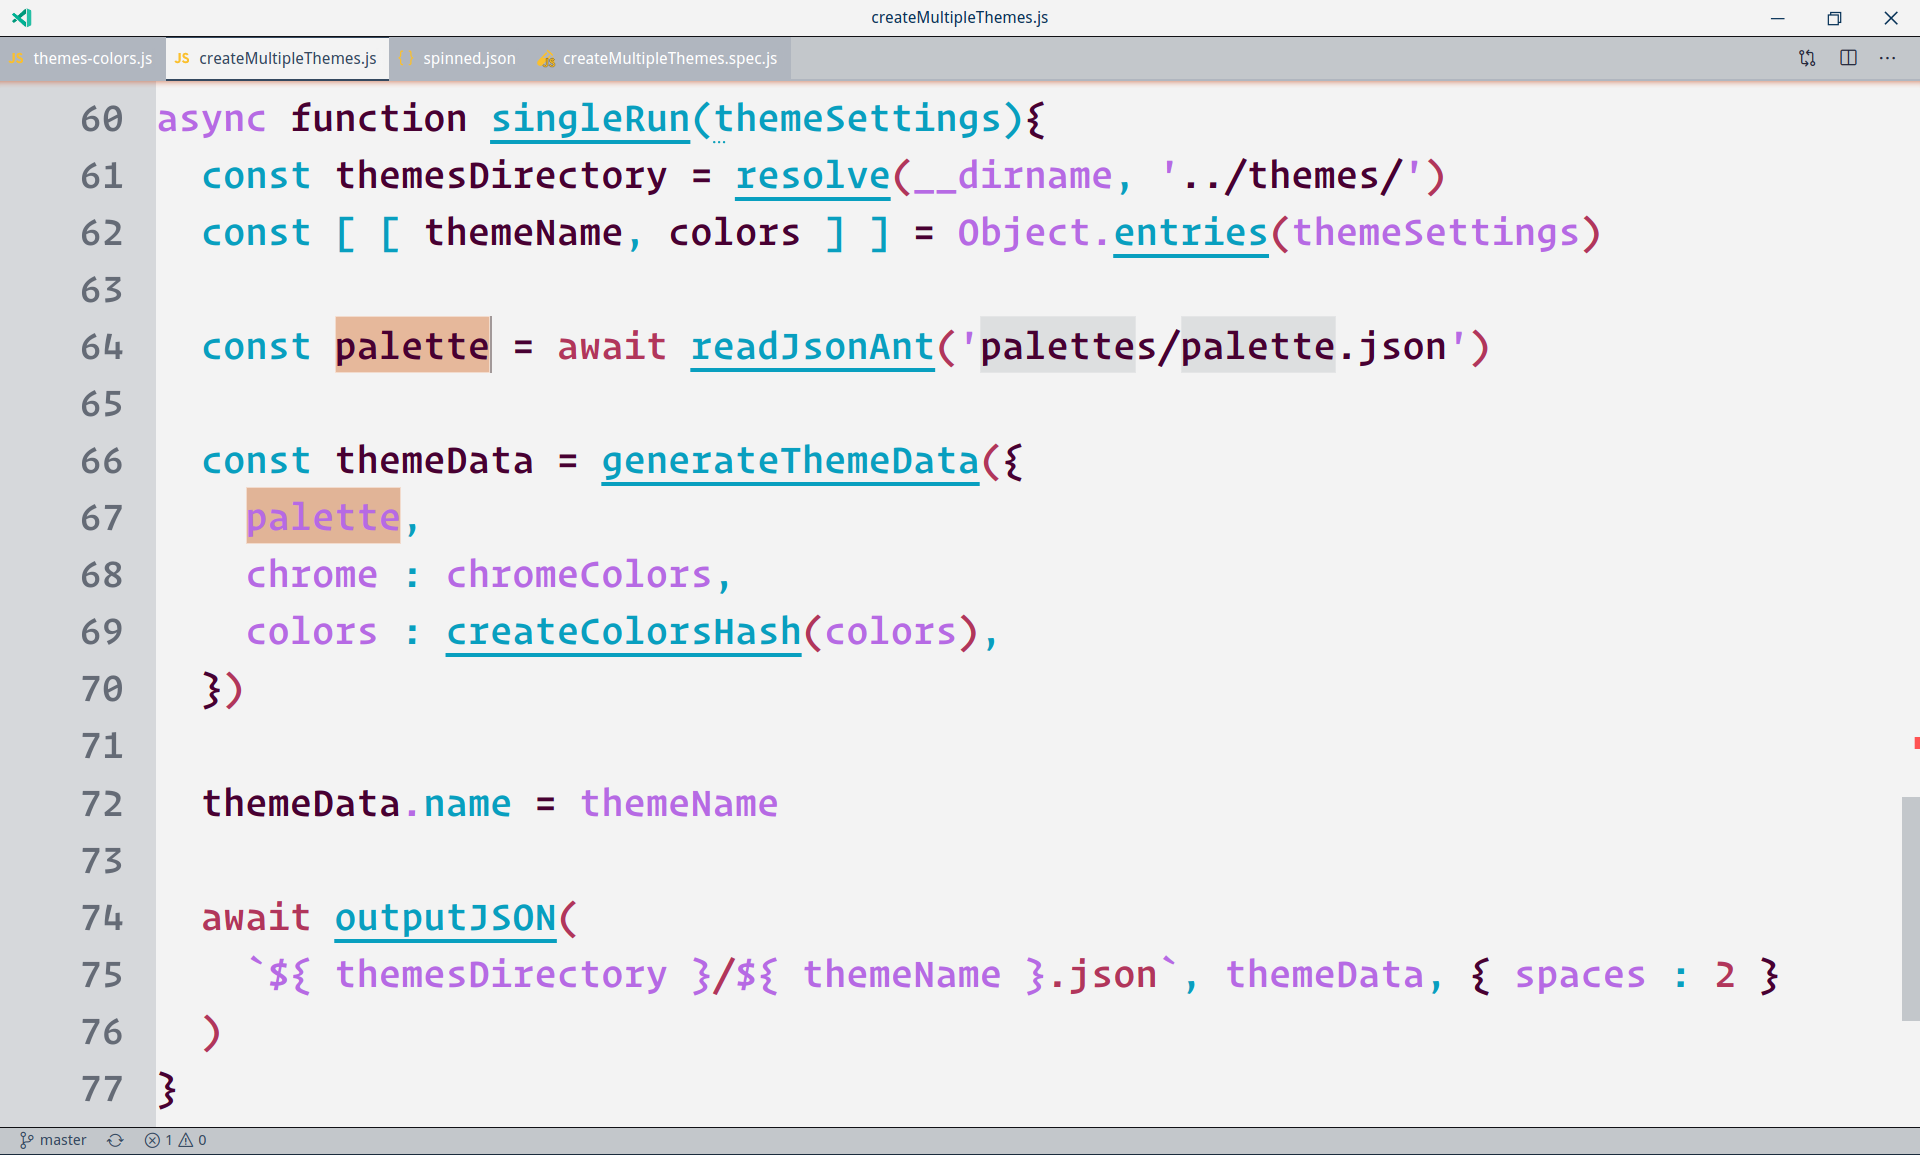 createMultipleThemes.js
JS themes-colors.js JS createMultipleThemes.js {} spinned.json createMultipleThemes.spec.js
60 async function singleRun(themeSettings){
61 const themesDirectory = resolve(__dirname, '../themes/')
62 const [ [ themeName, colors ] ] = Object.entries(themeSettings)
63
64 const palette = await readJsonAnt('palettes/palette.json')
65
66 const themeData = generateThemeData({
67 palette,
68 chrome : chromeColors,
69 colors : createColorsHash(colors),
70 })
71
72 themeData.name = themeName
73
74 await outputJSON(
75 `${ themesDirectory }/${ themeName }.json`, themeData, { spaces : 2 }
76 )
77 }
master 1 0